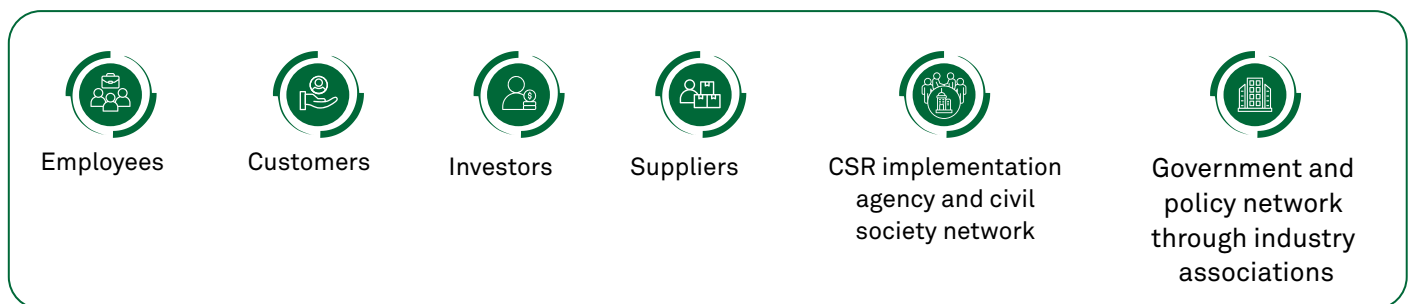 Employees
Customers
Investors
Suppliers
CSR implementation
agency and civil
society network
Government and
policy network
through industry
associations